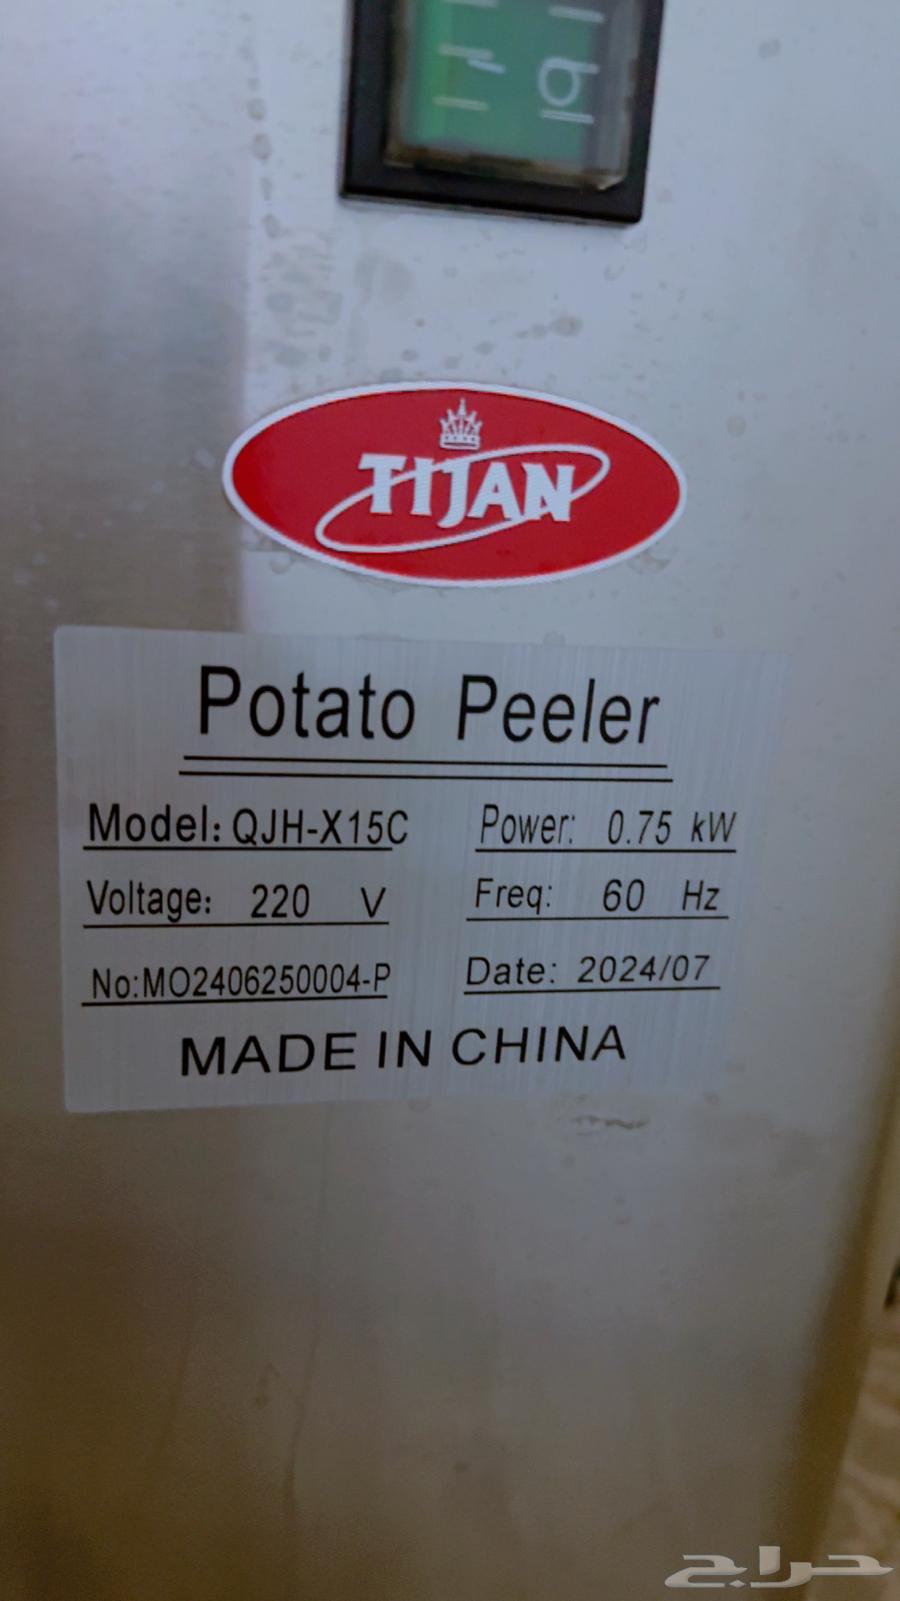 TIJAN
Potato Peeler
Model: QJH-X15C Power: 0.75 kW
Voltage: 220 V Freq: 60 Hz
No:MO2406250004-P Date: 2024/07
MADE IN CHINA
حراج